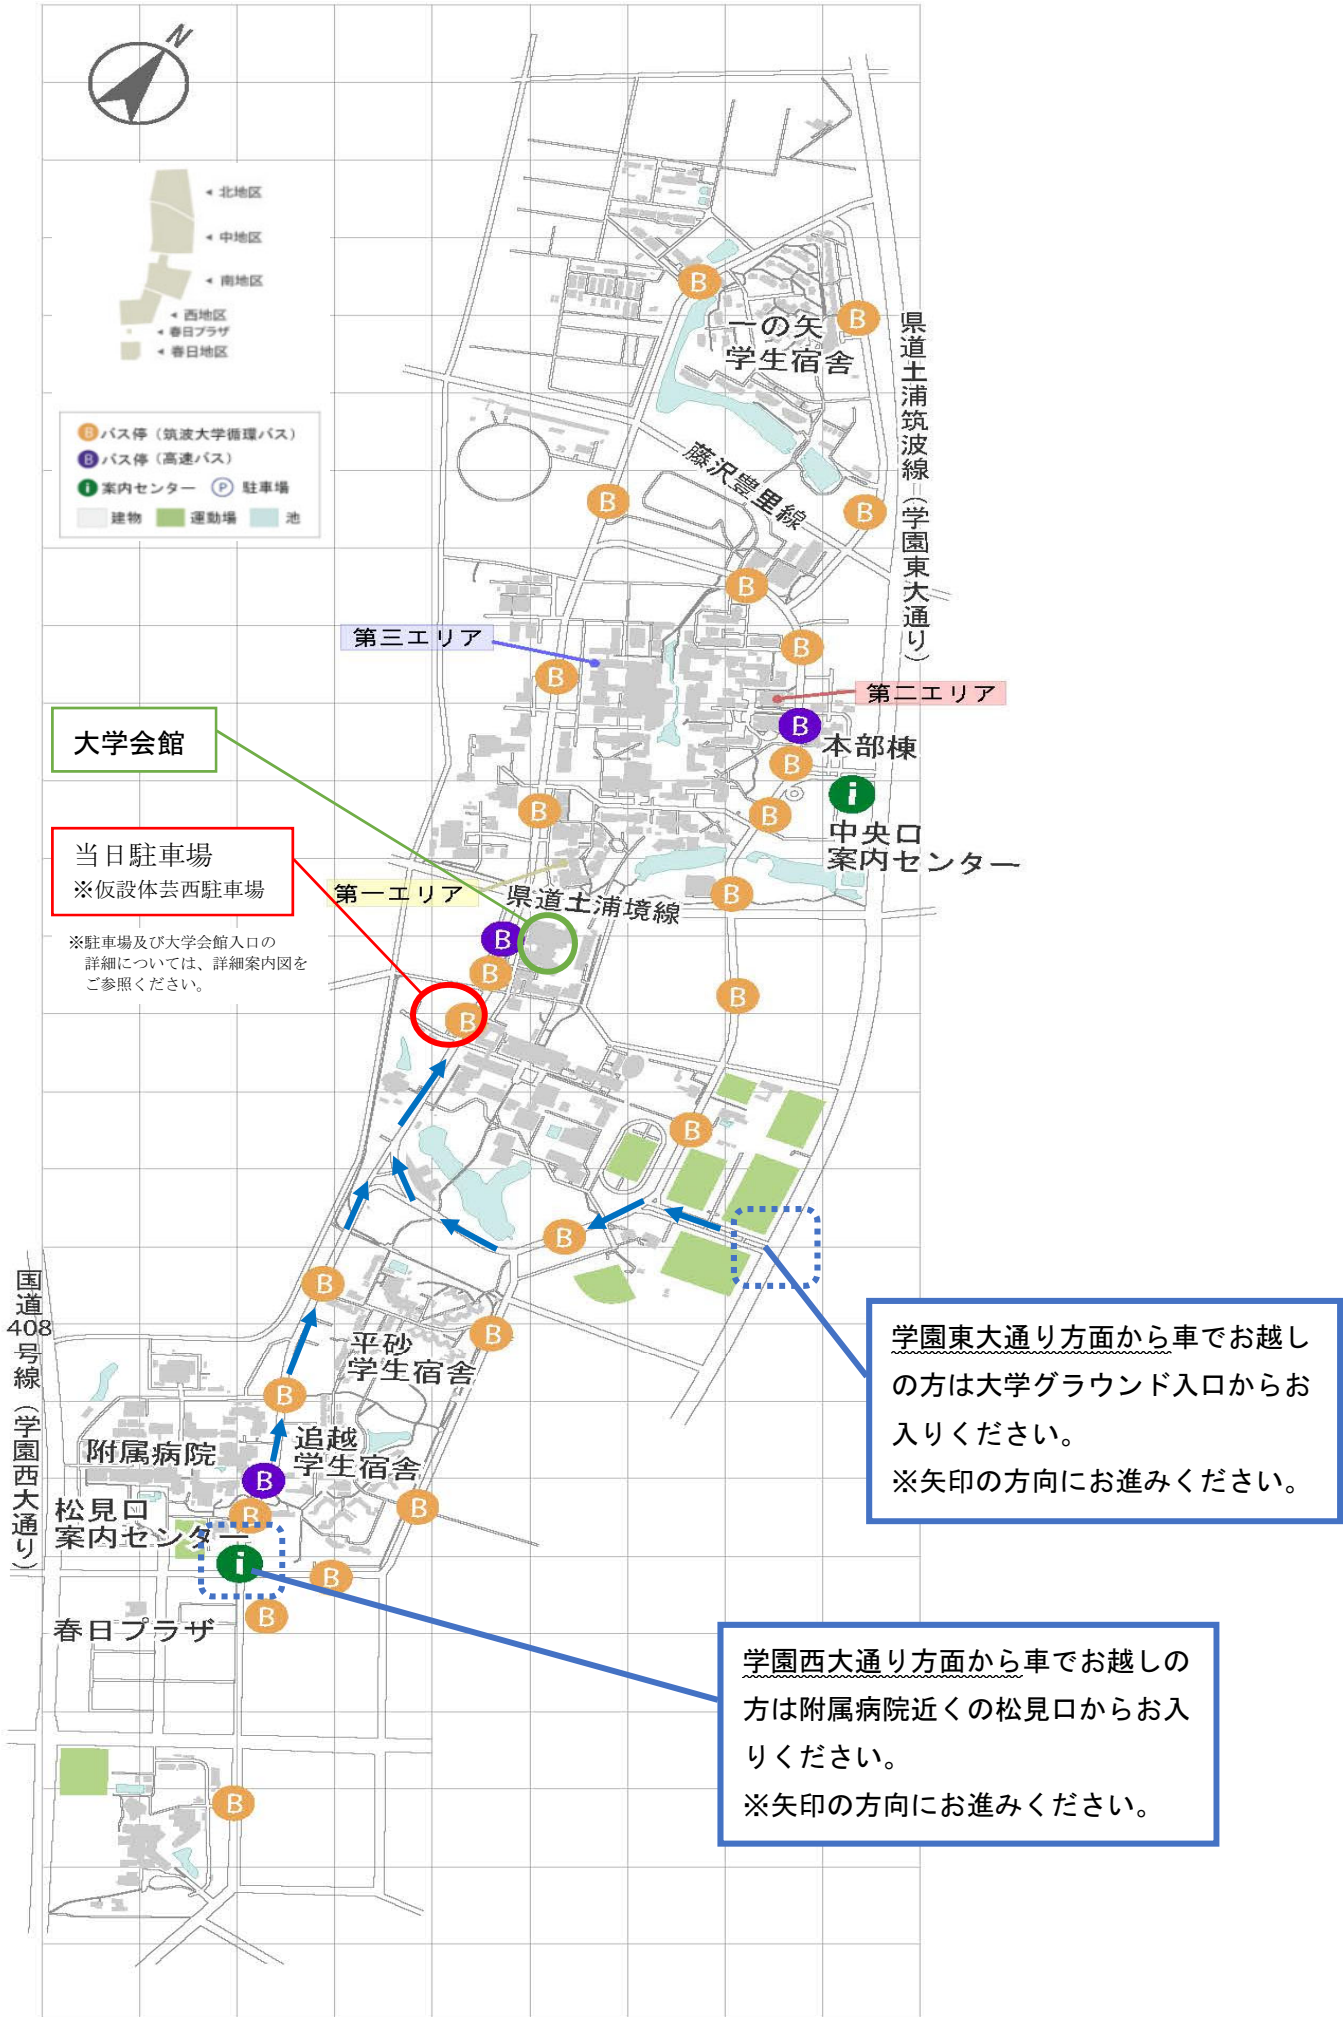 N
北地区
中地区
南地区
西地区
春日プラザ
春日地区
B バス停（筑波大学循環バス）
B バス停（高速バス）
i 案内センター P 駐車場
建物 運動場 池
B
一の矢
学生宿舎
B
県道土浦筑波線（学園東大通り）
藤沢豊里線
B
B
B
第三エリア
B
B
第二エリア
B
本部棟
大学会館
B
i
B
B
中央口
案内センター
当日駐車場
※仮設体芸西駐車場
第一エリア
県道土浦境線
B
※駐車場及び大学会館入口の
詳細については、詳細案内図を
ご参照ください。
B
B
B
B
B
B
国道
408
号線（学園西大通り）
B
平砂
学生宿舎
B
学園東大通り方面から車でお越し
の方は大学グラウンド入口からお
入りください。
※矢印の方向にお進みください。
B
附属病院
追越
学生宿舎
B
松見口
案内センター
B
B
i
B
B
春日プラザ
学園西大通り方面から車でお越しの
方は附属病院近くの松見口からお入
りください。
※矢印の方向にお進みください。
B